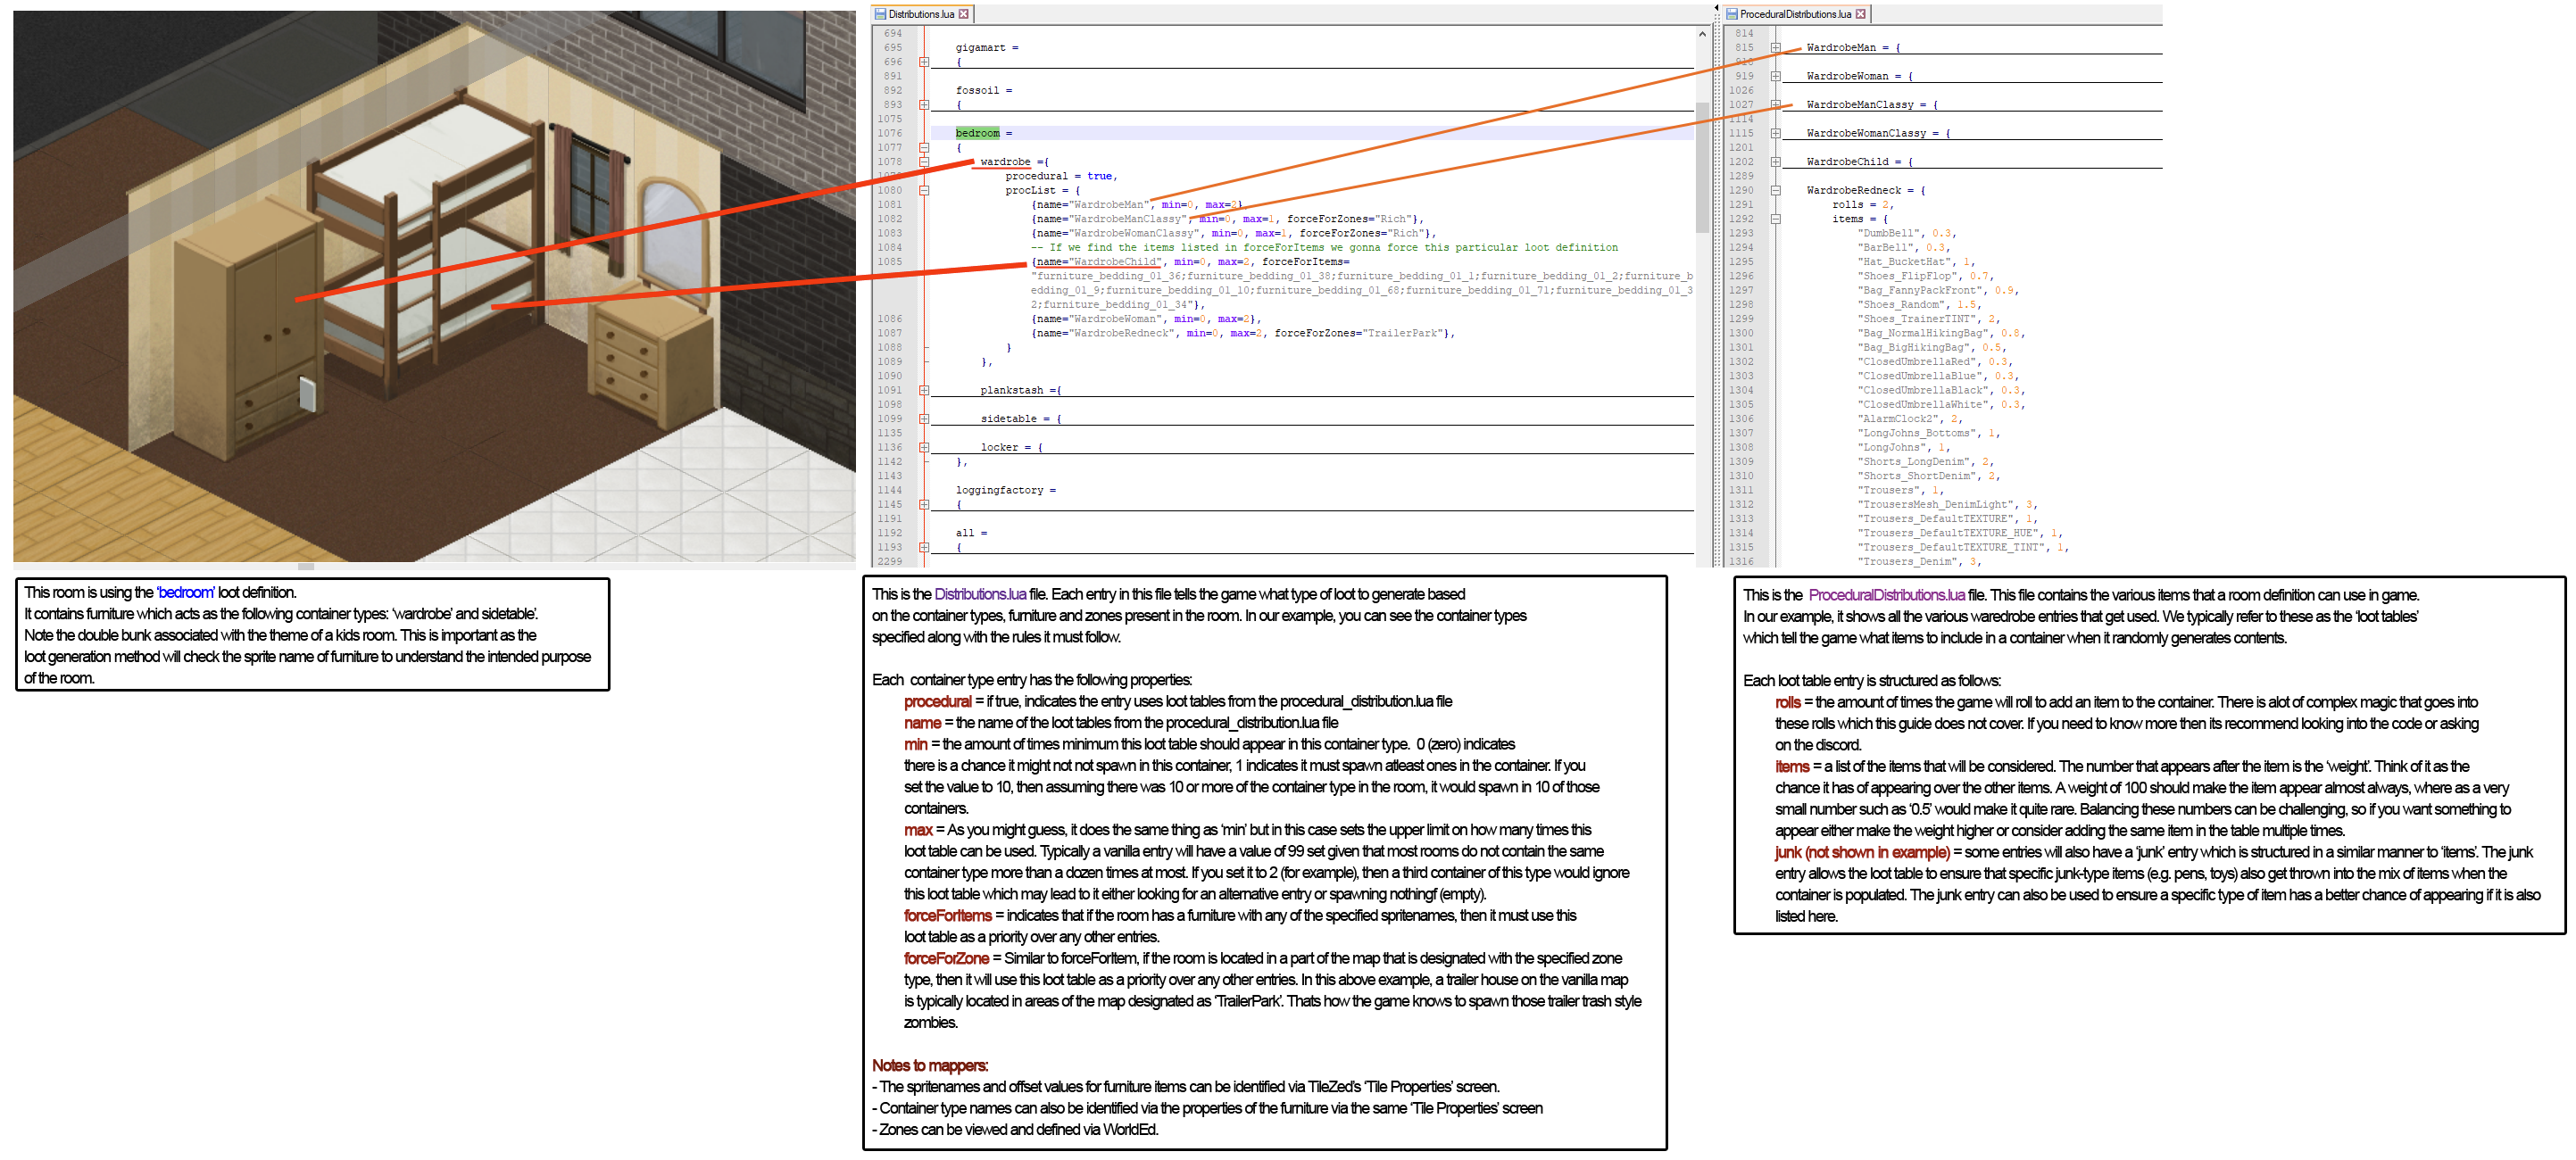 Distributions.lua
694
695 gigamart =
696 {
891
892 fossoil =
893 {
1075
1076 bedroom =
1077 {
1078 wardrobe ={
procedural = true,
1080 procList = {
1081 {name="WardrobeMan", min=0, max=2},
1082 {name="WardrobeManClassy", min=0, max=1, forceForZones="Rich"},
1083 {name="WardrobeWomanClassy", min=0, max=1, forceForZones="Rich"},
1084 -- If we find the items listed in forceForItems we gonna force this particular loot definition
1085 {name="WardrobeChild", min=0, max=2, forceForItems=
"furniture_bedding_01_36;furniture_bedding_01_38;furniture_bedding_01_1;furniture_bedding_01_2;furniture_b
edding_01_9;furniture_bedding_01_10;furniture_bedding_01_68;furniture_bedding_01_71;furniture_bedding_01_3
2;furniture_bedding_01_34"},
1086 {name="WardrobeWoman", min=0, max=2},
1087 {name="WardrobeRedneck", min=0, max=2, forceForZones="TrailerPark"},
1088 }
1089 },
1090
1091 plankstash ={
1098
1099 sidetable = {
1135
1136 locker = {
1142 },
1143
1144 loggingfactory =
1145 {
1191
1192 all =
1193 {
2299
ProceduralDistributions.lua
814
815 WardrobeMan = {
918
919 WardrobeWoman = {
1026
1027 WardrobeManClassy = {
1114
1115 WardrobeWomanClassy = {
1201
1202 WardrobeChild = {
1289
1290 WardrobeRedneck = {
1291 rolls = 2,
1292 items = {
1293 "DumbBell", 0.3,
1294 "BarBell", 0.3,
1295 "Hat_BucketHat", 1,
1296 "Shoes_FlipFlop", 0.7,
1297 "Bag_FannyPackFront", 0.9,
1298 "Shoes_Random", 1.5,
1299 "Shoes_TrainerTINT", 2,
1300 "Bag_NormalHikingBag", 0.8,
1301 "Bag_BigHikingBag", 0.5,
1302 "ClosedUmbrellaRed", 0.3,
1303 "ClosedUmbrellaBlue", 0.3,
1304 "ClosedUmbrellaBlack", 0.3,
1305 "ClosedUmbrellaWhite", 0.3,
1306 "AlarmClock2", 2,
1307 "LongJohns_Bottoms", 1,
1308 "LongJohns", 1,
1309 "Shorts_LongDenim", 2,
1310 "Shorts_ShortDenim", 2,
1311 "Trousers", 1,
1312 "TrousersMesh_DenimLight", 3,
1313 "Trousers_DefaultTEXTURE", 1,
1314 "Trousers_DefaultTEXTURE_HUE", 1,
1315 "Trousers_DefaultTEXTURE_TINT", 1,
1316 "Trousers_Denim", 3,
This room is using the 'bedroom' loot definition.
It contains furniture which acts as the following container types: 'wardrobe' and sidetable'.
Note the double bunk associated with the theme of a kids room. This is important as the
loot generation method will check the sprite name of furniture to understand the intended purpose
of the room.
This is the Distributions.lua file. Each entry in this file tells the game what type of loot to generate based
on the container types, furniture and zones present in the room. In our example, you can see the container types
specified along with the rules it must follow.
Each container type entry has the following properties:
procedural = if true, indicates the entry uses loot tables from the procedural_distribution.lua file
name = the name of the loot tables from the procedural_distribution.lua file
min = the amount of times minimum this loot table should appear in this container type. 0 (zero) indicates
there is a chance it might not not spawn in this container, 1 indicates it must spawn atleast ones in the container. If you
set the value to 10, then assuming there was 10 or more of the container type in the room, it would spawn in 10 of those
containers.
max = As you might guess, it does the same thing as 'min' but in this case sets the upper limit on how many times this
loot table can be used. Typically a vanilla entry will have a value of 99 set given that most rooms do not contain the same
container type more than a dozen times at most. If you set it to 2 (for example), then a third container of this type would ignore
this loot table which may lead to it either looking for an alternative entry or spawning nothingf (empty).
forceForItems = indicates that if the room has a furniture with any of the specified spritenames, then it must use this
loot table as a priority over any other entries.
forceForZone = Similar to forceForItem, if the room is located in a part of the map that is designated with the specified zone
type, then it will use this loot table as a priority over any other entries. In this above example, a trailer house on the vanilla map
is typically located in areas of the map designated as 'TrailerPark'. Thats how the game knows to spawn those trailer trash style
zombies.
Notes to mappers:
- The spritenames and offset values for furniture items can be identified via TileZed's 'Tile Properties' screen.
- Container type names can also be identified via the properties of the furniture via the same 'Tile Properties' screen
- Zones can be viewed and defined via WorldEd.
This is the ProceduralDistributions.lua file. This file contains the various items that a room definition can use in game.
In our example, it shows all the various waredrobe entries that get used. We typically refer to these as the 'loot tables'
which tell the game what items to include in a container when it randomly generates contents.
Each loot table entry is structured as follows:
rolls = the amount of times the game will roll to add an item to the container. There is alot of complex magic that goes into
these rolls which this guide does not cover. If you need to know more then its recommend looking into the code or asking
on the discord.
items = a list of the items that will be considered. The number that appears after the item is the 'weight'. Think of it as the
chance it has of appearing over the other items. A weight of 100 should make the item appear almost always, where as a very
small number such as '0.5' would make it quite rare. Balancing these numbers can be challenging, so if you want something to
appear either make the weight higher or consider adding the same item in the table multiple times.
junk (not shown in example) = some entries will also have a 'junk' entry which is structured in a similar manner to 'items'. The junk
entry allows the loot table to ensure that specific junk-type items (e.g. pens, toys) also get thrown into the mix of items when the
container is populated. The junk entry can also be used to ensure a specific type of item has a better chance of appearing if it is also
listed here.